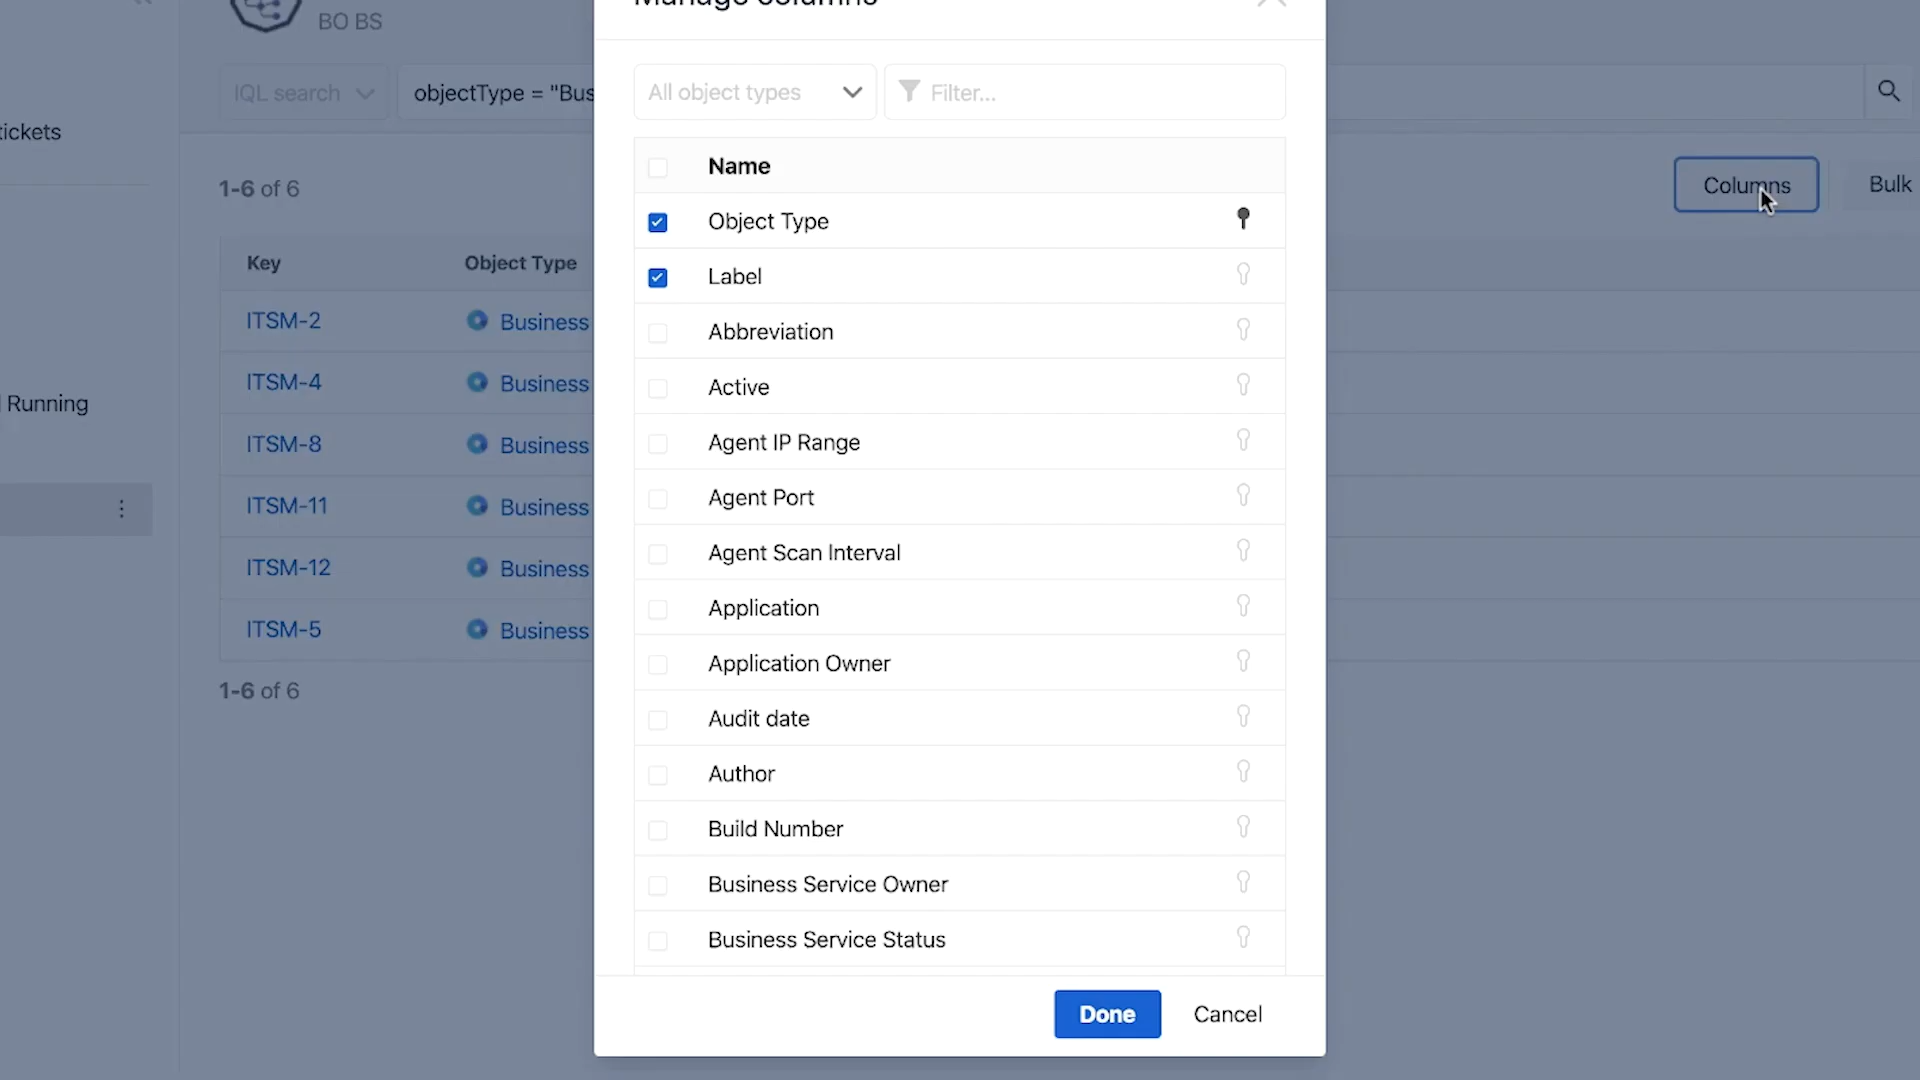 Manage columns
BO BS
IQL search
objectType = "Bus
tickets
All object types
Filter...
1-6 of 6
Columns
Bulk
Name
Object Type
Label
Abbreviation
Active
Agent IP Range
Agent Port
Agent Scan Interval
Application
Application Owner
Audit date
Author
Build Number
Business Service Owner
Business Service Status
Key
Object Type
ITSM-2
Business
ITSM-4
Business
Running
ITSM-8
Business
ITSM-11
Business
ITSM-12
Business
ITSM-5
Business
1-6 of 6
Done
Cancel